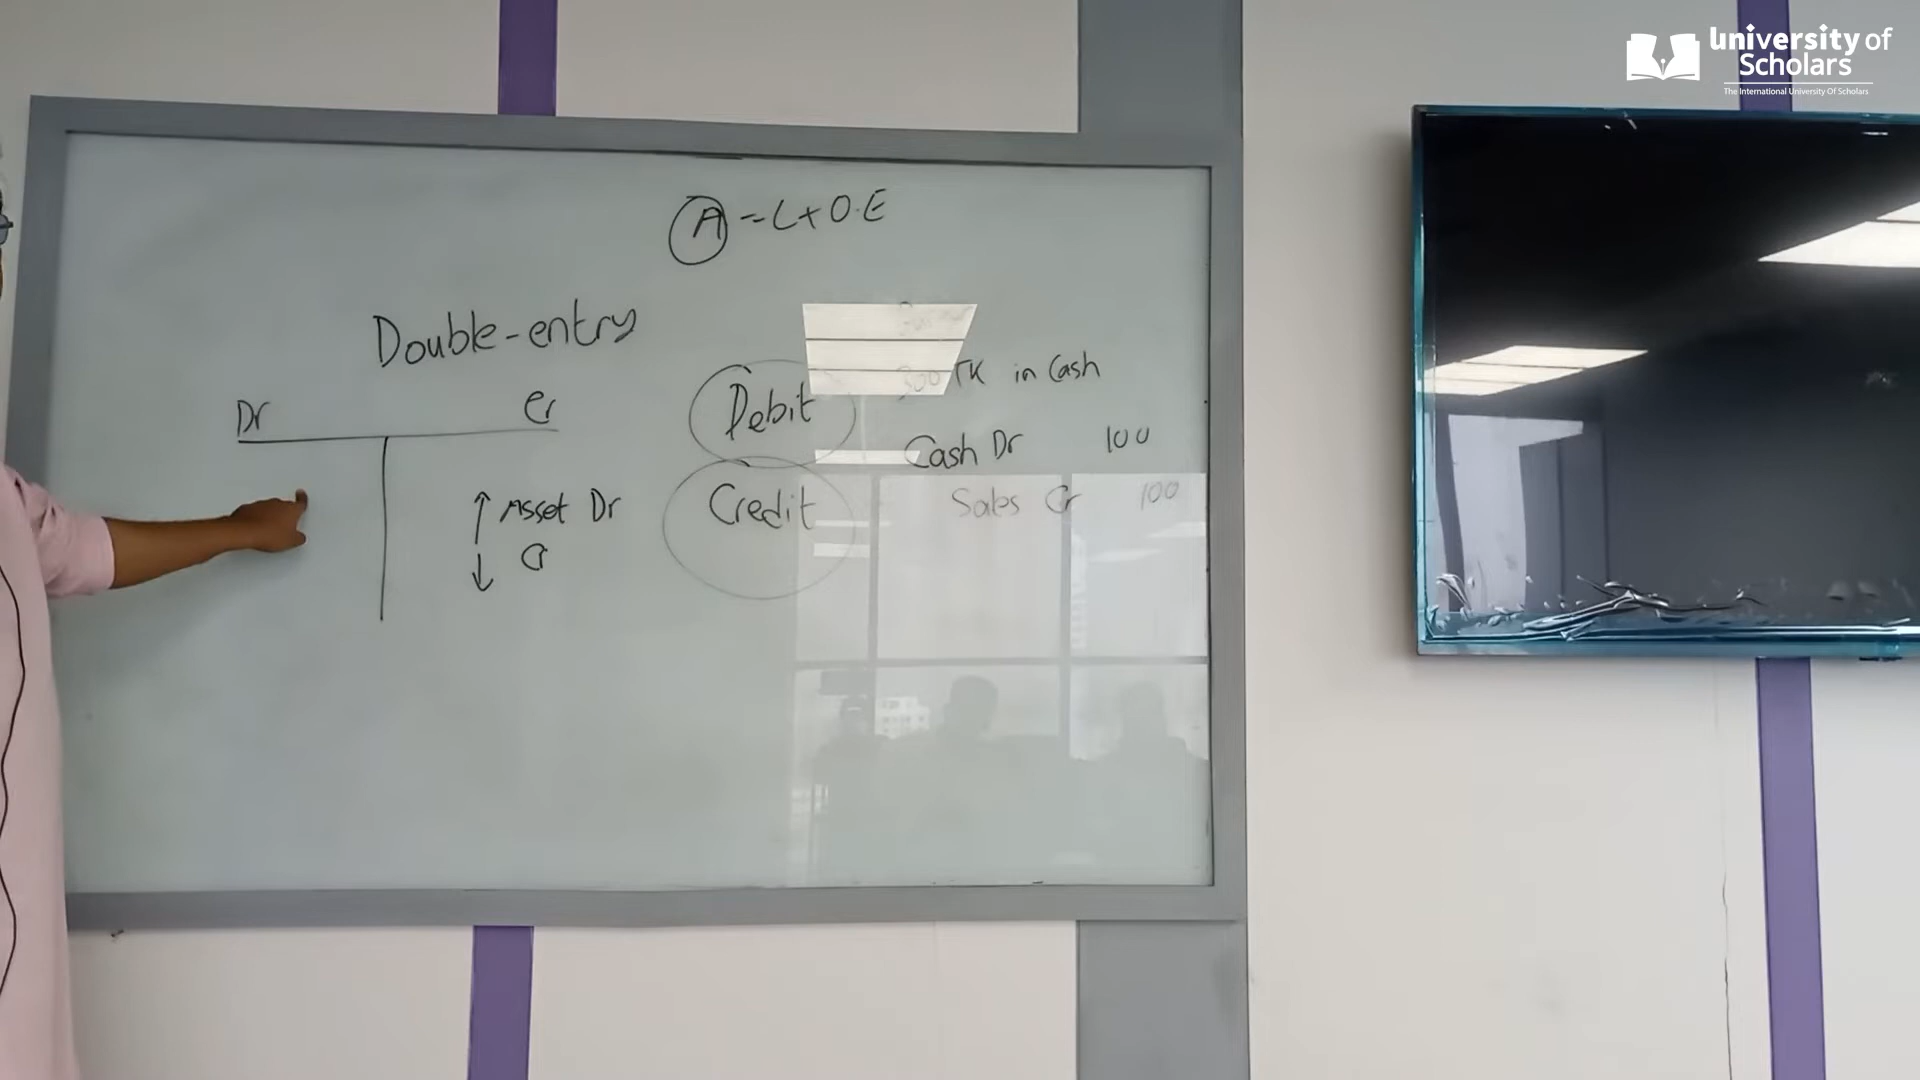 University of
Scholars
The International University Of Scholars
A = L + O.E
Double-entry
TK in Cash
Dr Cr
Debit
Cash Dr 100
↑ Asset Dr
Credit
Sales Cr 100
↓ Cr